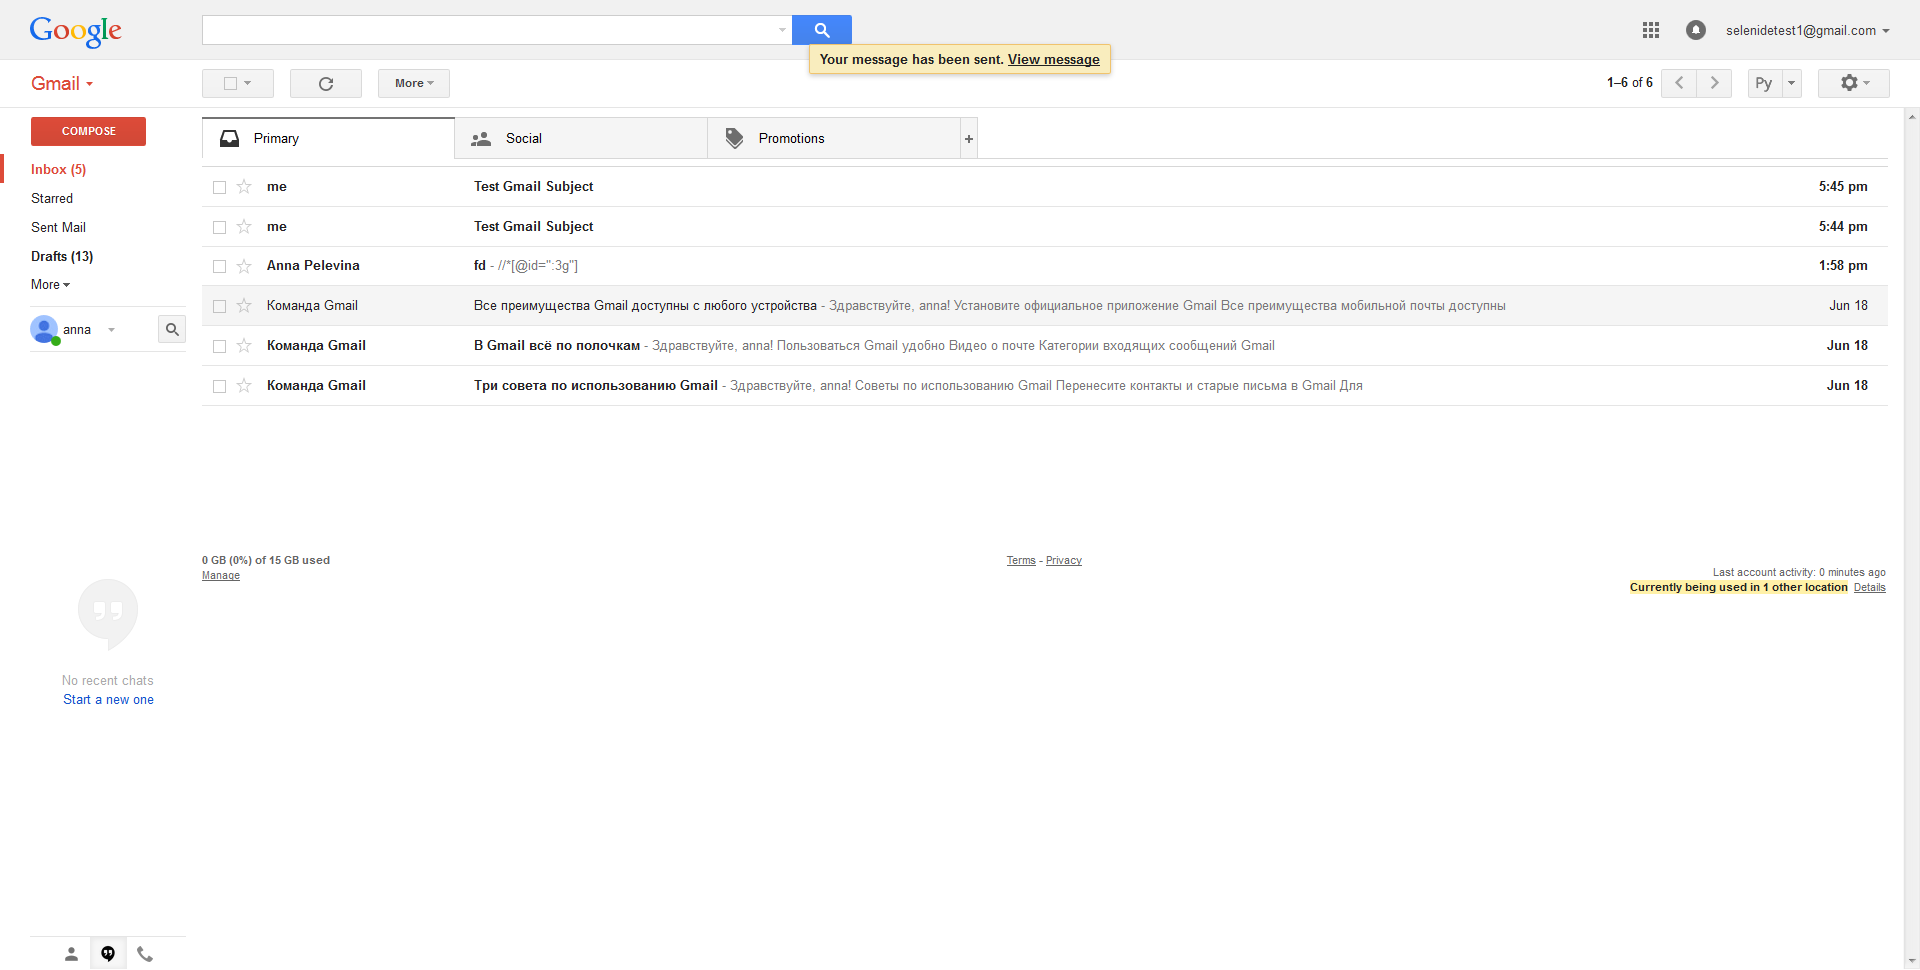 Google
Your message has been sent. View message
selenidetest1@gmail.com
Gmail
More
1–6 of 6
Ру
COMPOSE
Primary
Social
Promotions
+
Inbox (5)
Starred
Sent Mail
Drafts (13)
More
anna
me Test Gmail Subject 5:45 pm
me Test Gmail Subject 5:44 pm
Anna Pelevina fd - //*[@id=":3g"] 1:58 pm
Команда Gmail Все преимущества Gmail доступны с любого устройства - Здравствуйте, anna! Установите официальное приложение Gmail Все преимущества мобильной почты доступны Jun 18
Команда Gmail В Gmail всё по полочкам - Здравствуйте, anna! Пользоваться Gmail удобно Видео о почте Категории входящих сообщений Gmail Jun 18
Команда Gmail Три совета по использованию Gmail - Здравствуйте, anna! Советы по использованию Gmail Перенесите контакты и старые письма в Gmail Для Jun 18
0 GB (0%) of 15 GB used
Manage
Terms - Privacy
Last account activity: 0 minutes ago
Currently being used in 1 other location Details
No recent chats
Start a new one